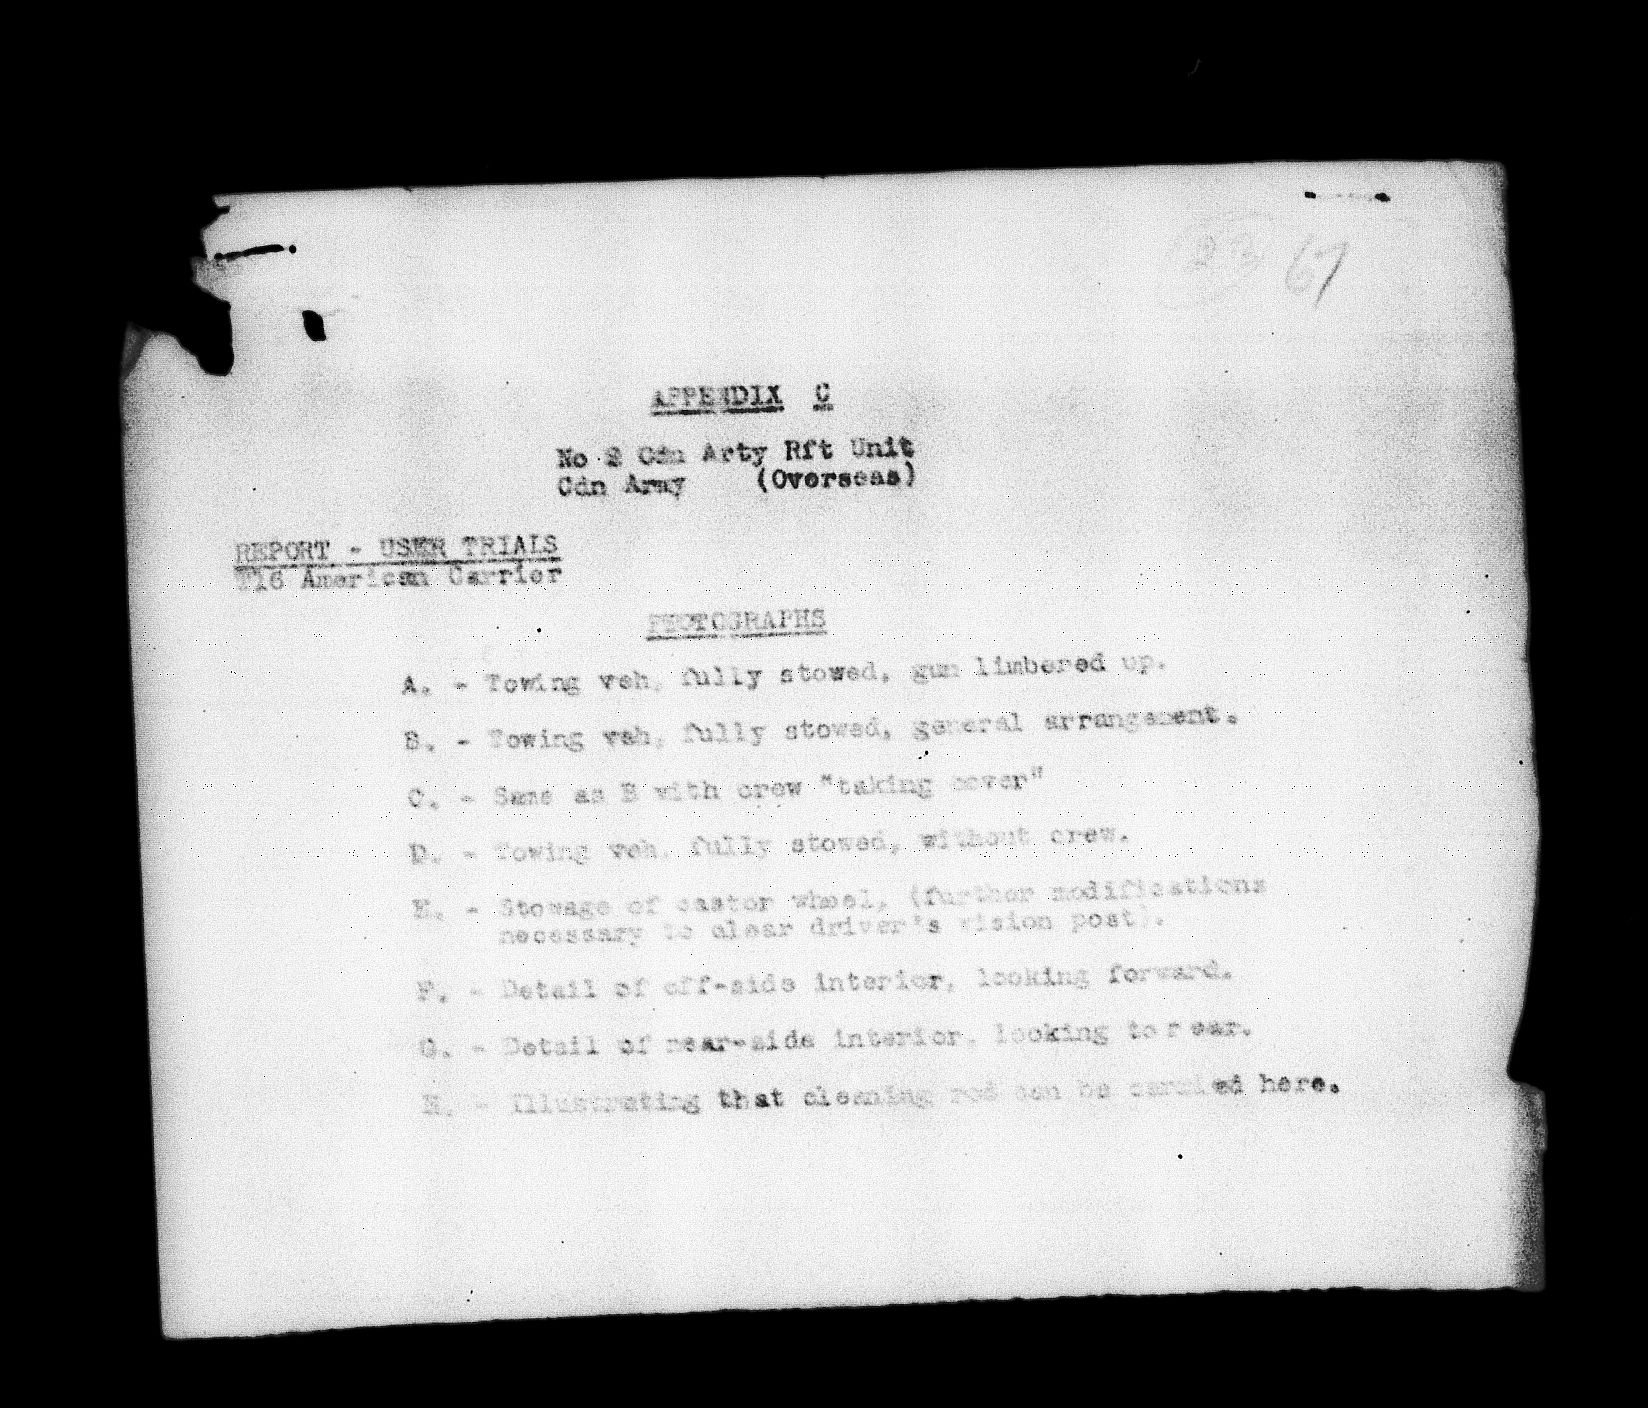 23 67
APPENDIX C
No 2 Cdn Arty Rft Unit
Cdn Army (Overseas)
REPORT - USER TRIALS
T16 American Carrier
PHOTOGRAPHS
A. - Towing veh, fully stowed, gun limbered up.
B. - Towing veh, fully stowed, general arrangement.
C. - Same as B with crew "taking cover"
D. - Towing veh, fully stowed, without crew.
E. - Stowage of castor wheel, (further modifications
necessary to clear driver's vision post).
F. - Detail of off-side interior, looking forward.
G. - Detail of near-side interior, looking to rear.
H. - Illustrating that cleaning rod can be carried here.